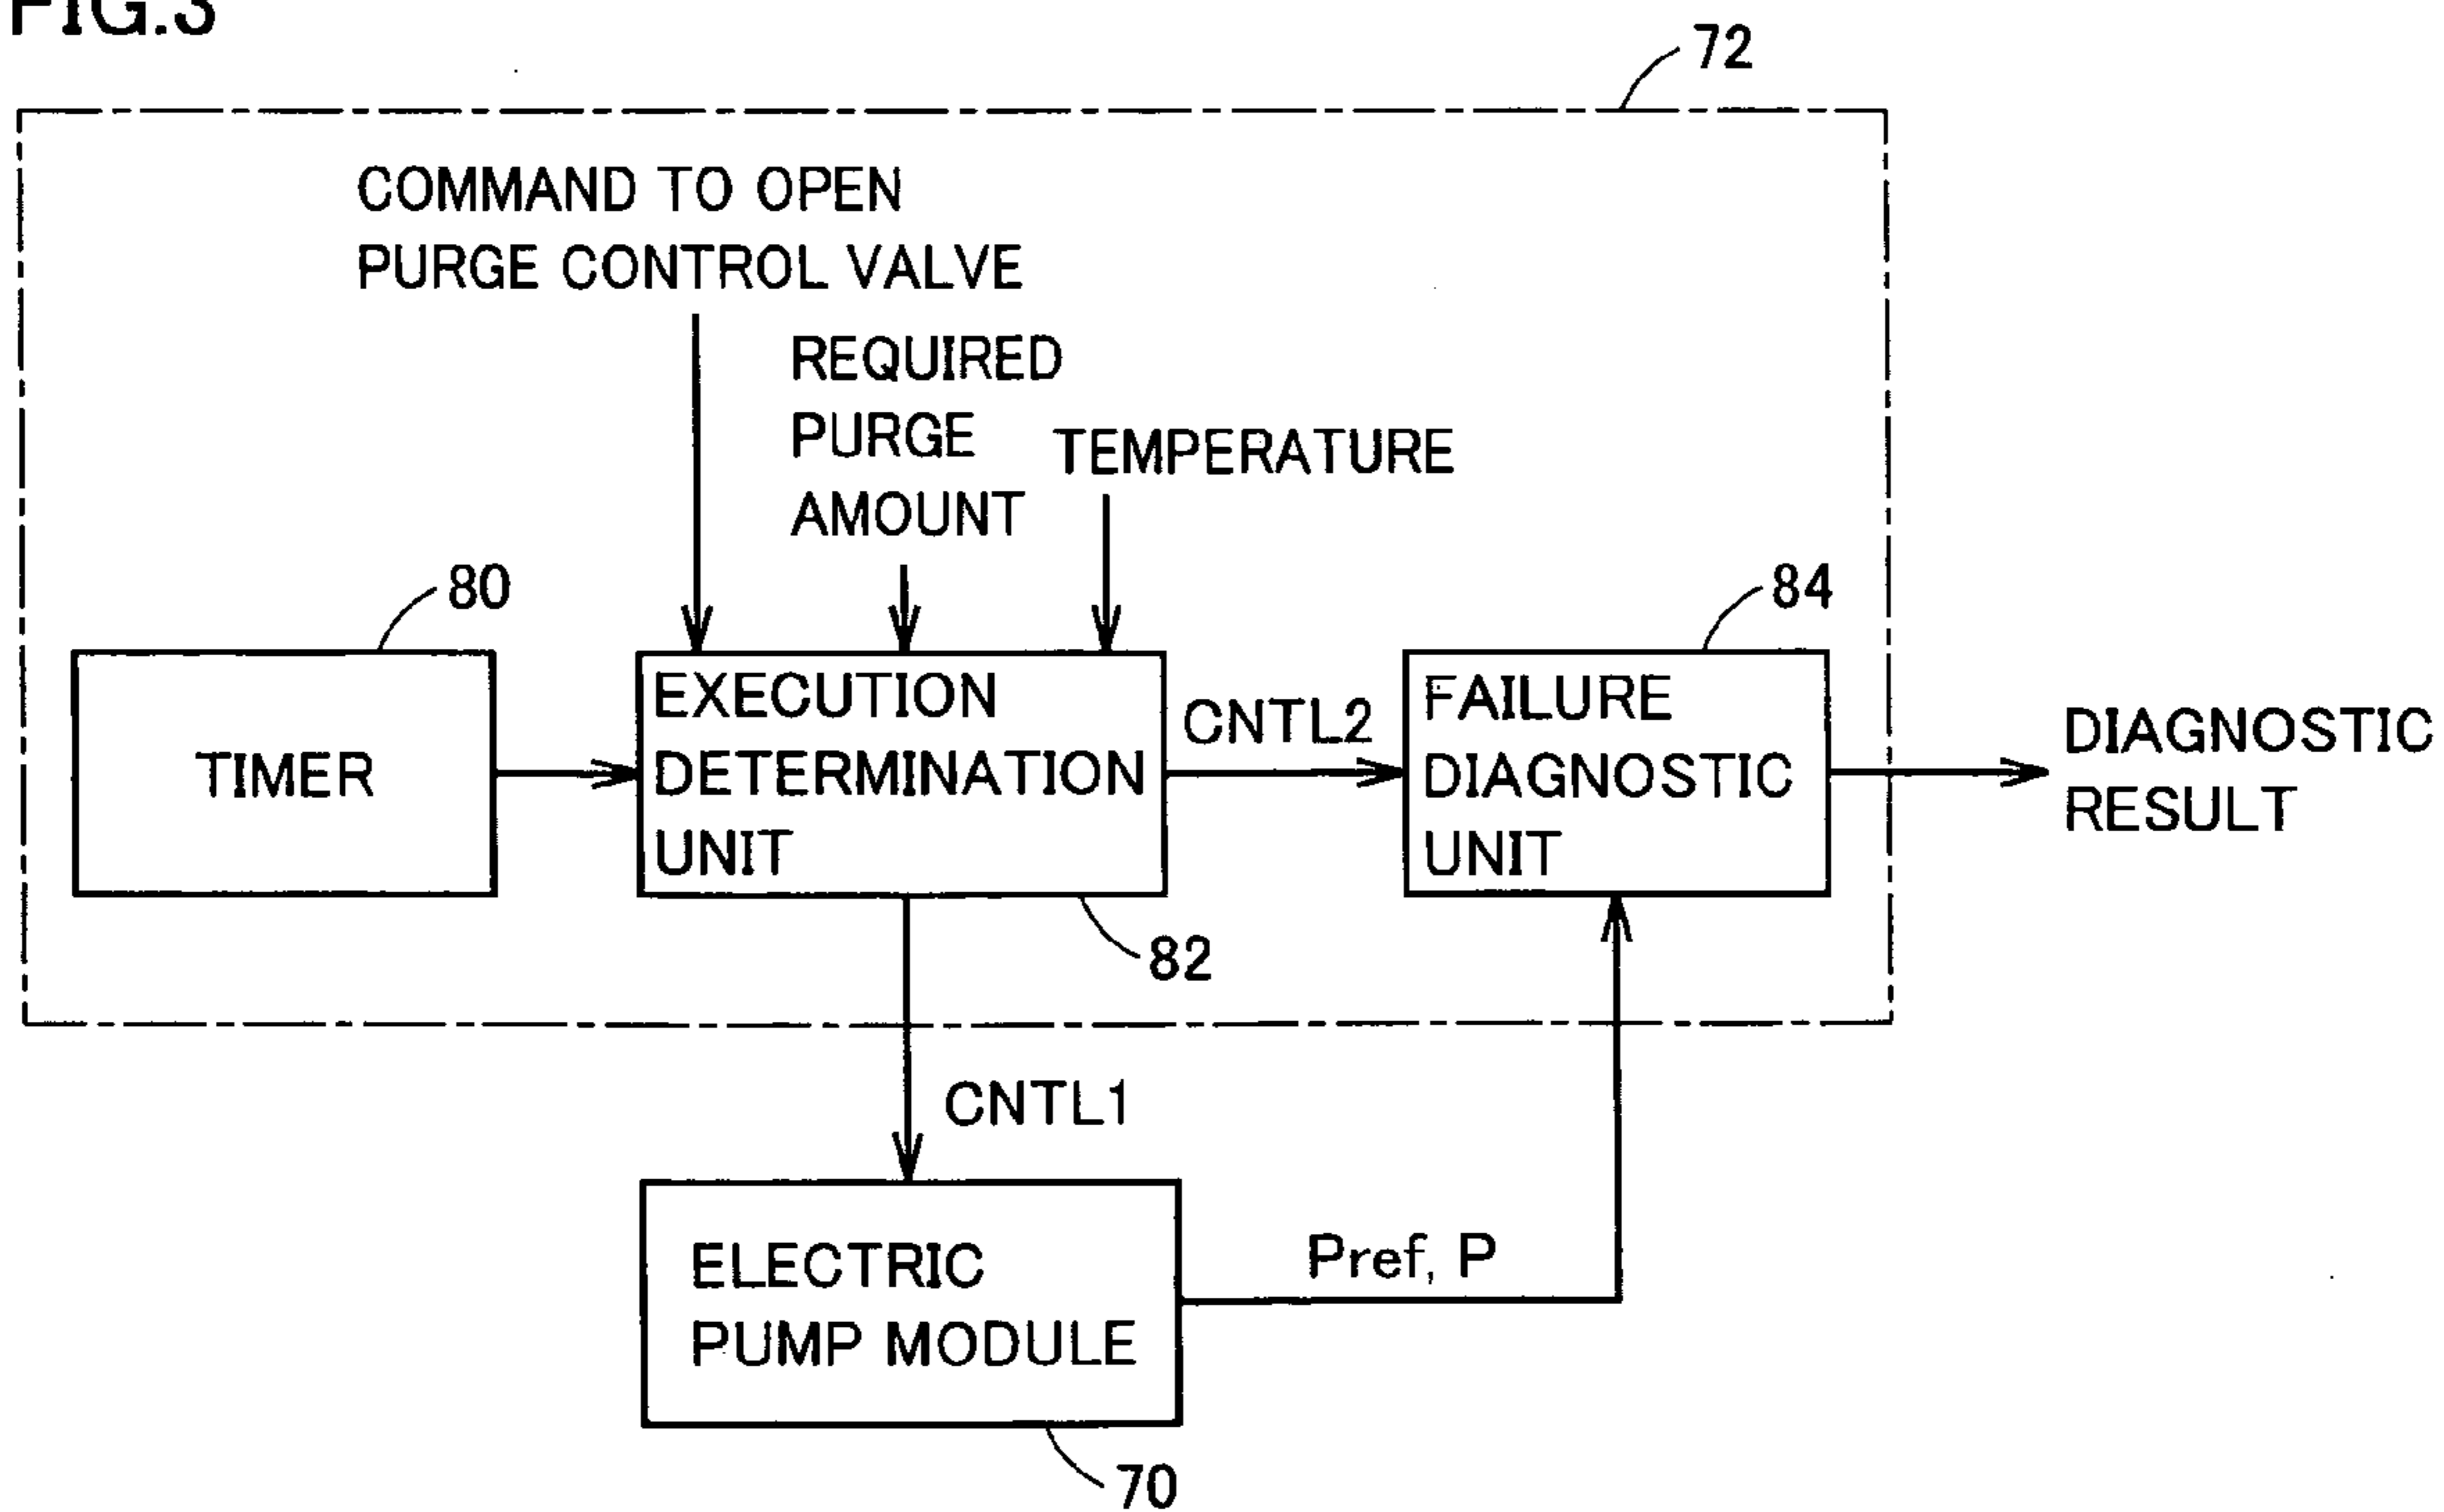 FIG.3
72
COMMAND TO OPEN
PURGE CONTROL VALVE
REQUIRED
PURGE
AMOUNT
TEMPERATURE
80
84
TIMER
EXECUTION
DETERMINATION
UNIT
CNTL2
FAILURE
DIAGNOSTIC
UNIT
DIAGNOSTIC
RESULT
82
CNTL1
ELECTRIC
PUMP MODULE
Pref, P
70